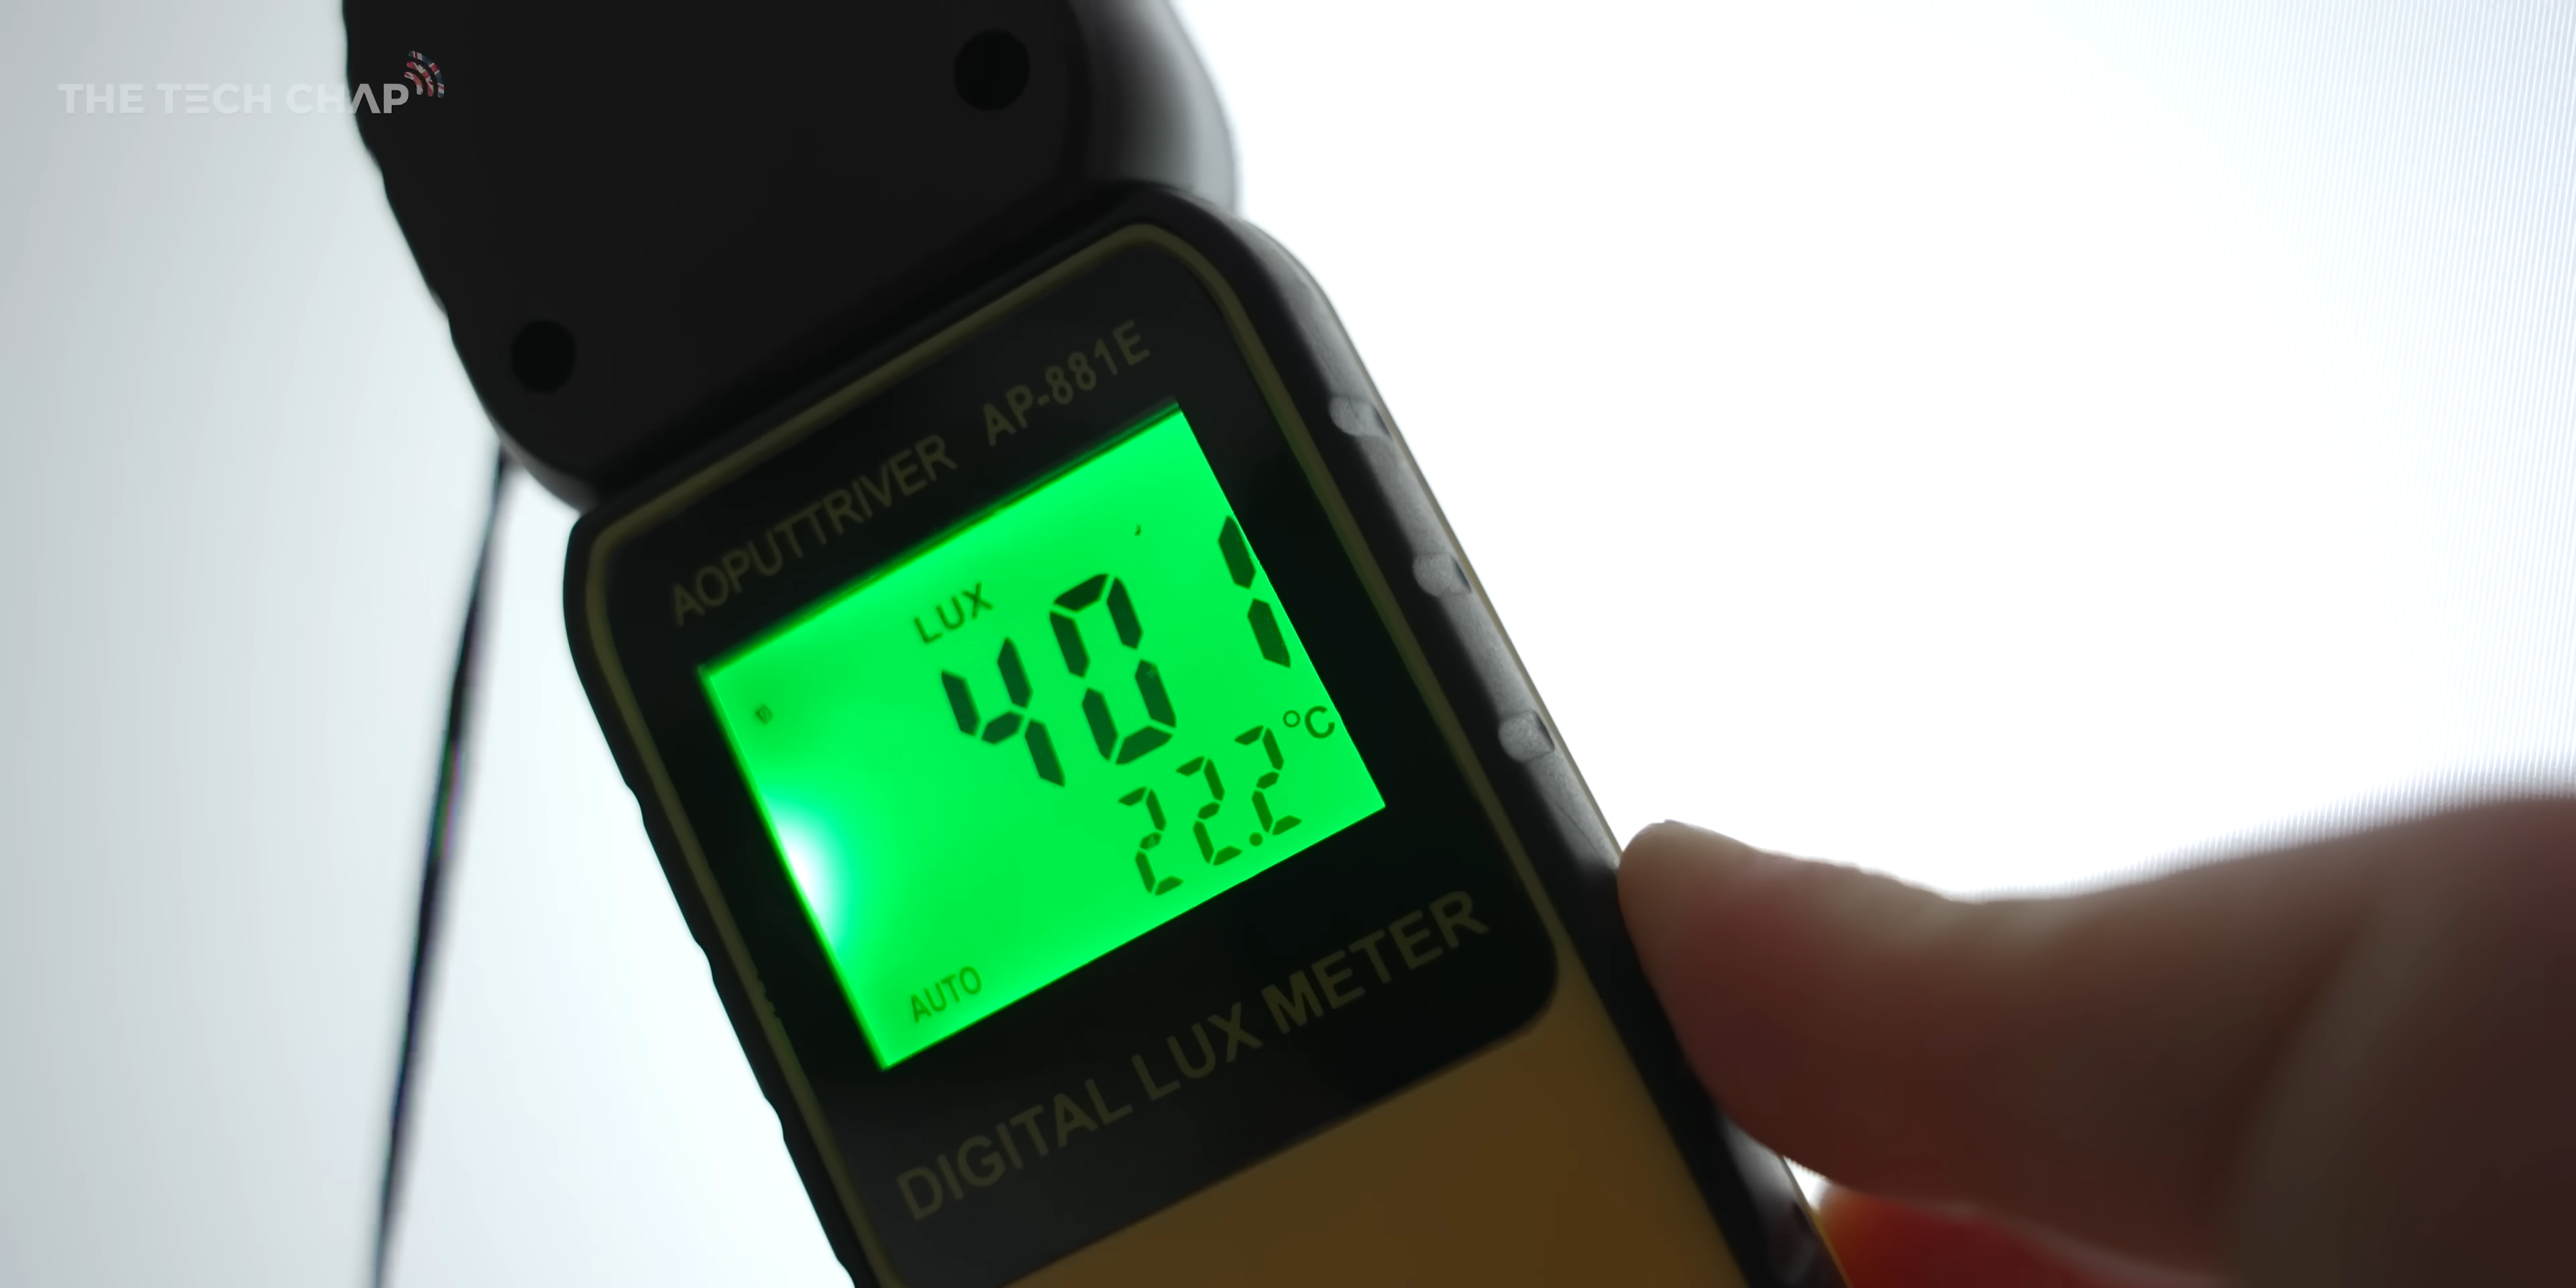 THE TECH CHAP
AOPUTTRIVER AP-881E
LUX
401
22.2 °C
AUTO
DIGITAL LUX METER